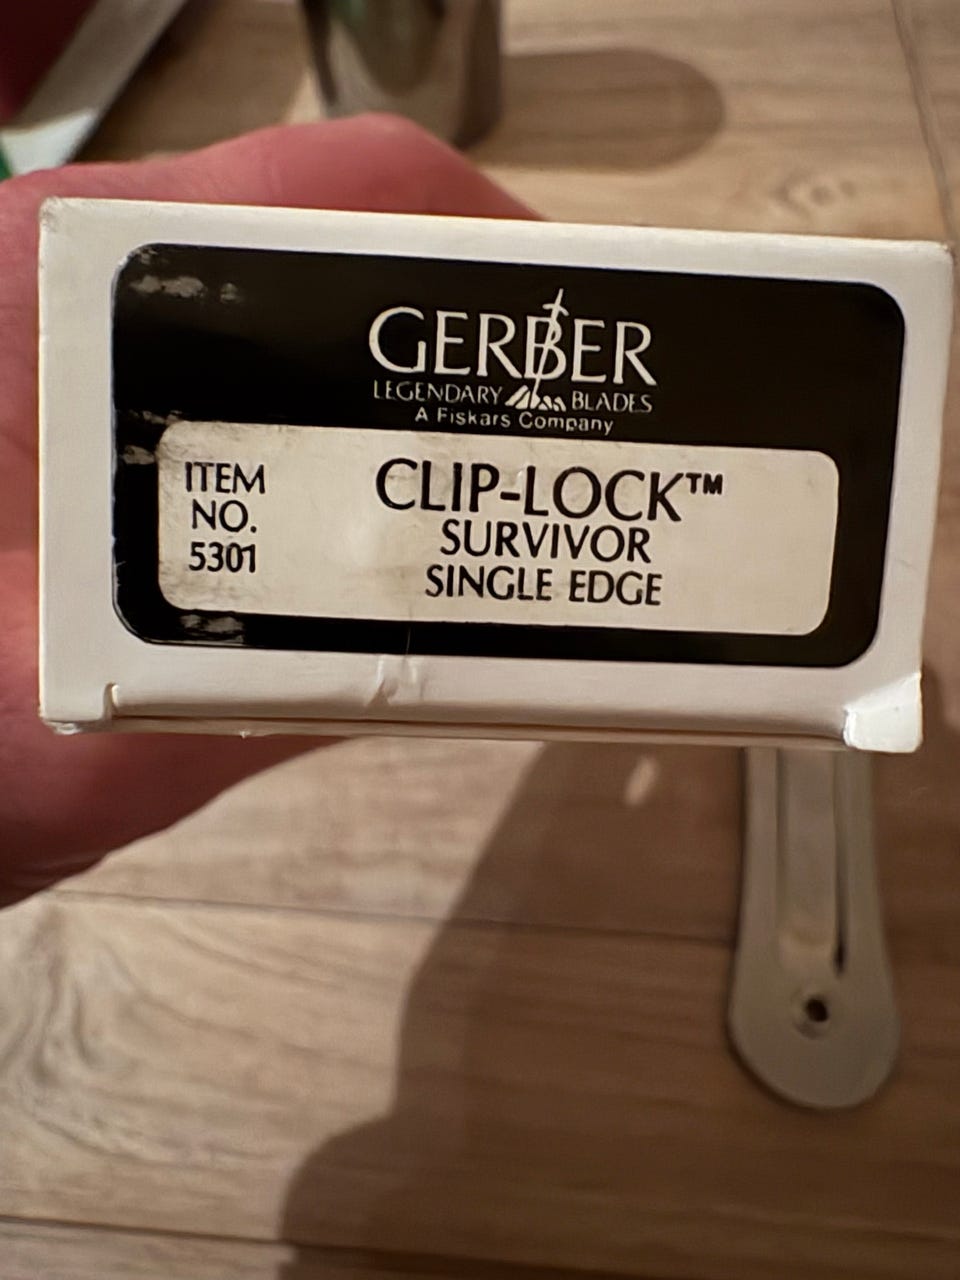 GERBER
LEGENDARY BLADES
A Fiskars Company
ITEM
NO.
5301
CLIP-LOCK™
SURVIVOR
SINGLE EDGE